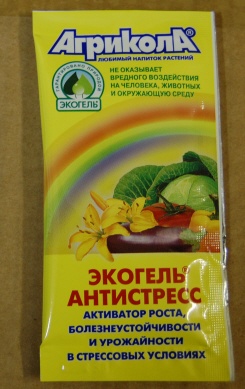 АгриколА®
ЛЮБИМЫЙ НАПИТОК РАСТЕНИЙ
НЕ ОКАЗЫВАЕТ
ВРЕДНОГО ВОЗДЕЙСТВИЯ
НА ЧЕЛОВЕКА, ЖИВОТНЫХ
И ОКРУЖАЮЩУЮ СРЕДУ
ЭКОГЕЛЬ
ЭКОГЕЛЬ®
АНТИСТРЕСС
АКТИВАТОР РОСТА,
БОЛЕЗНЕУСТОЙЧИВОСТИ
И УРОЖАЙНОСТИ
В СТРЕССОВЫХ УСЛОВИЯХ